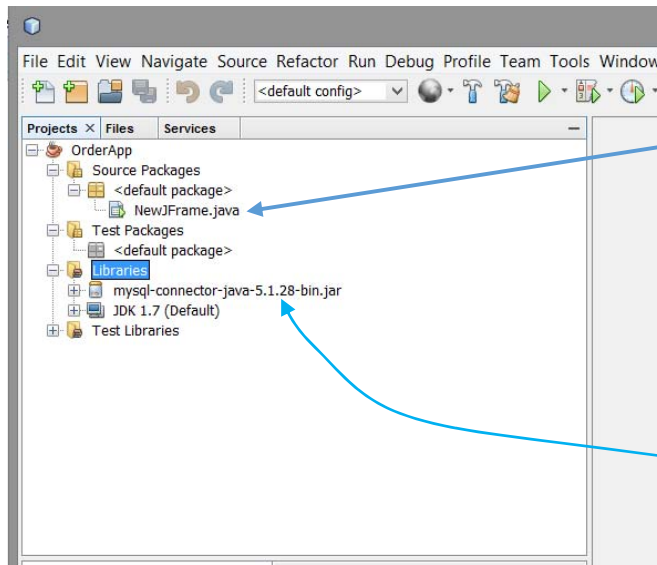 File Edit View Navigate Source Refactor Run Debug Profile Team Tools Window
<default config>
Projects × Files Services
OrderApp
Source Packages
<default package>
NewJFrame.java
Test Packages
<default package>
Libraries
mysql-connector-java-5.1.28-bin.jar
JDK 1.7 (Default)
Test Libraries